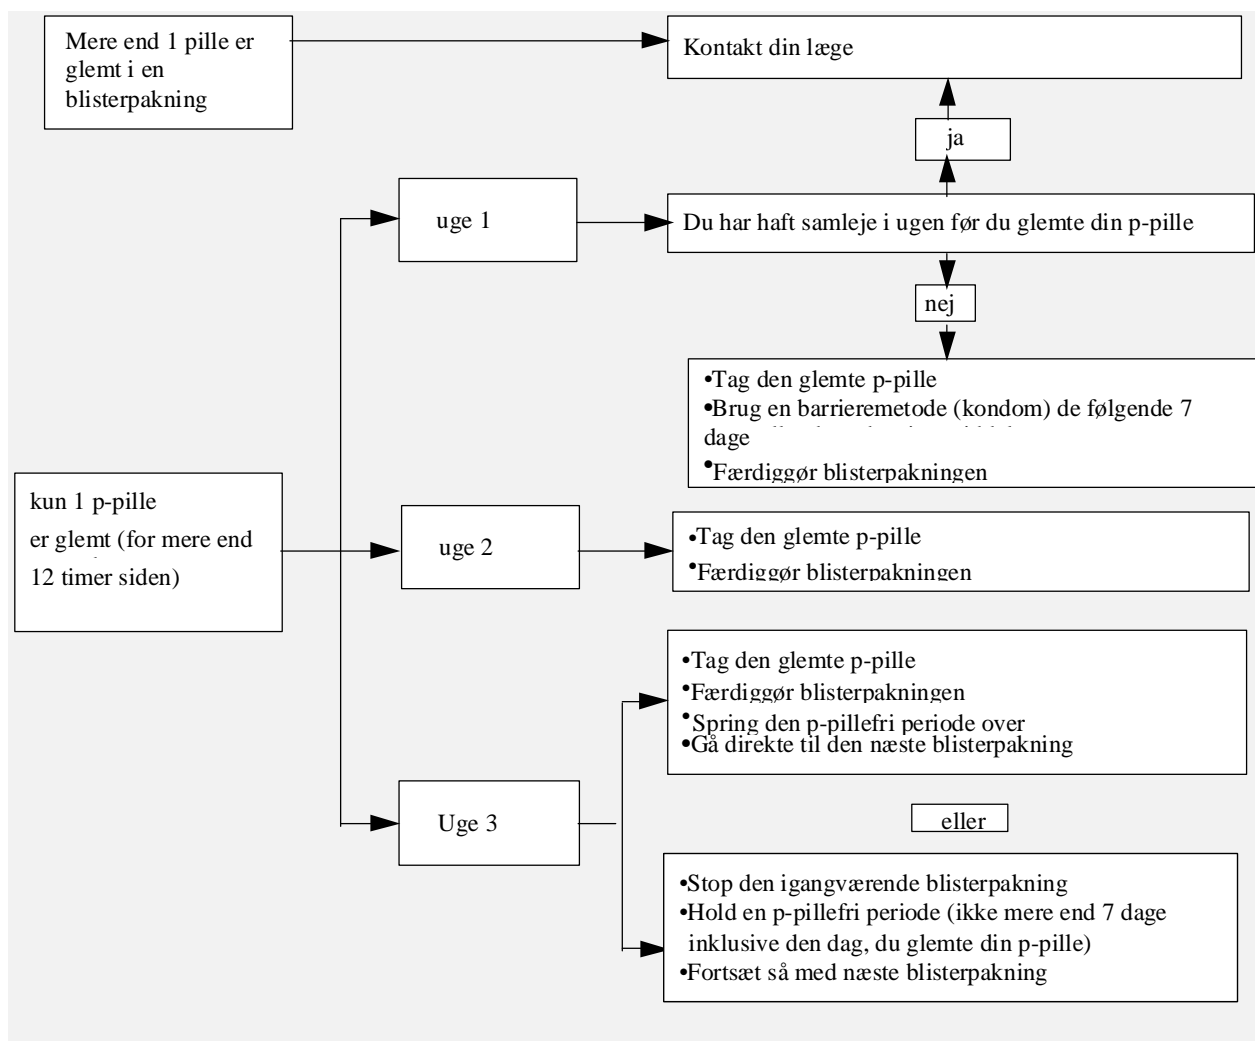 Mere end 1 pille er
glemt i en
blisterpakning
Kontakt din læge
ja
uge 1
Du har haft samleje i ugen før du glemte din p-pille
nej
•Tag den glemte p-pille
•Brug en barrieremetode (kondom) de følgende 7
dage
•Færdiggør blisterpakningen
kun 1 p-pille
er glemt (for mere end
12 timer siden)
uge 2
•Tag den glemte p-pille
•Færdiggør blisterpakningen
•Tag den glemte p-pille
•Færdiggør blisterpakningen
•Spring den p-pillefri periode over
•Gå direkte til den næste blisterpakning
Uge 3
eller
•Stop den igangværende blisterpakning
•Hold en p-pillefri periode (ikke mere end 7 dage
inklusive den dag, du glemte din p-pille)
•Fortsæt så med næste blisterpakning